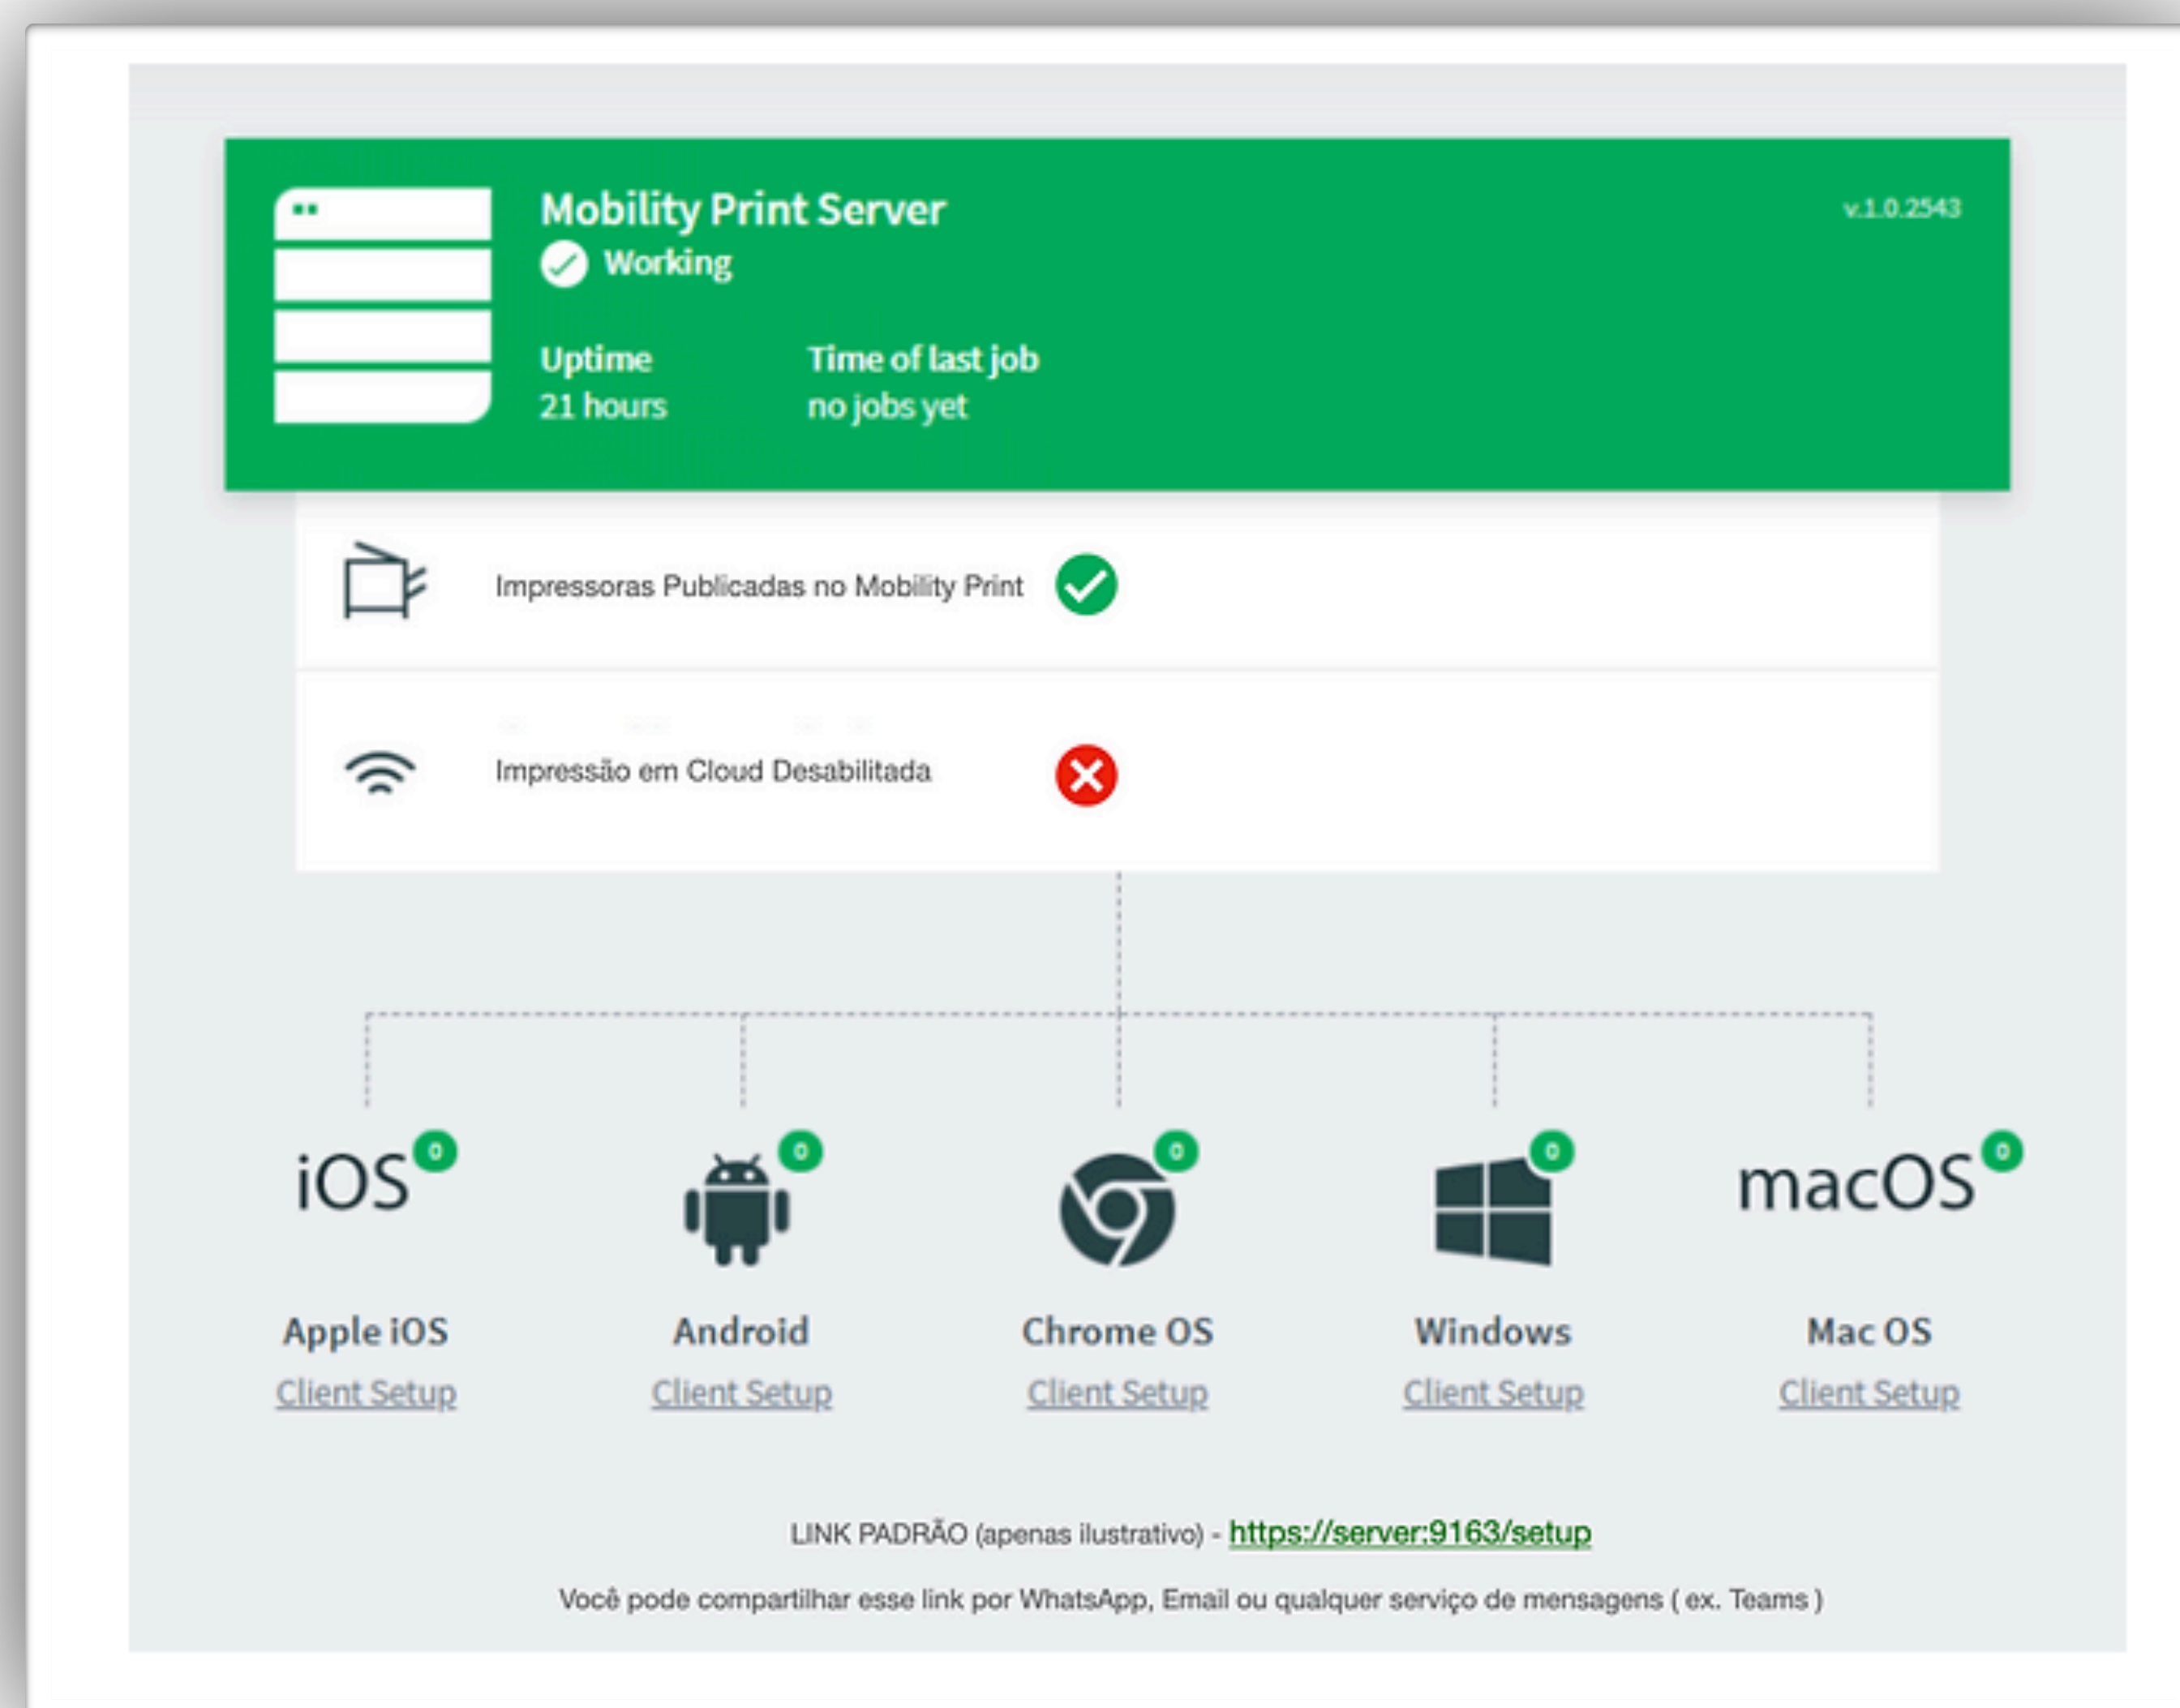 Mobility Print Server
v.1.0.2543
Working
Uptime
Time of last job
21 hours
no jobs yet
Impressoras Publicadas no Mobility Print
Impressão em Cloud Desabilitada
iOS 0
0
0
0
macOS 0
Apple iOS
Android
Chrome OS
Windows
Mac OS
Client Setup
Client Setup
Client Setup
Client Setup
Client Setup
LINK PADRÃO (apenas ilustrativo) - https://server:9163/setup
Você pode compartilhar esse link por WhatsApp, Email ou qualquer serviço de mensagens ( ex. Teams )